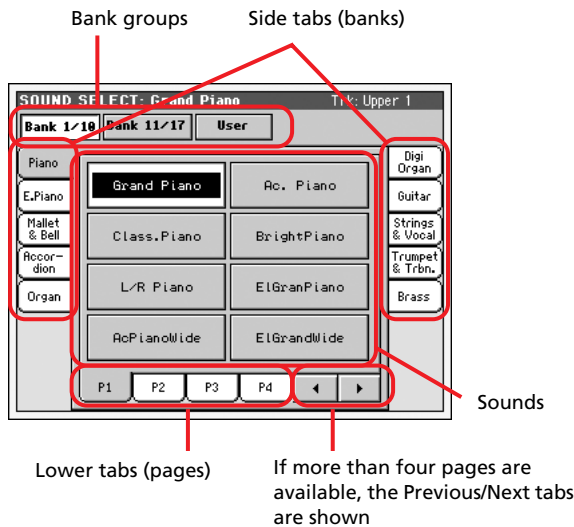 Bank groups
Side tabs (banks)
SOUND SELECT: Grand Piano
Trk: Upper 1
Bank 1/10
Bank 11/17
User
Piano
E.Piano
Mallet
& Bell
Accor-
dion
Organ
Grand Piano
Ac. Piano
Class.Piano
BrightPiano
L/R Piano
ElGranPiano
AcPianoWide
ElGrandWide
Digi
Organ
Guitar
Strings
& Vocal
Trumpet
& Trbn.
Brass
P1
P2
P3
P4
Sounds
Lower tabs (pages)
If more than four pages are
available, the Previous/Next tabs
are shown